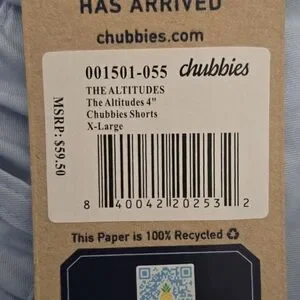 HAS ARRIVED
chubbies.com
001501-055 chubbies
THE ALTITUDES
The Altitudes 4"
Chubbies Shorts
X-Large
MSRP: $59.50
8 40042 20253 2
This Paper is 100% Recycled